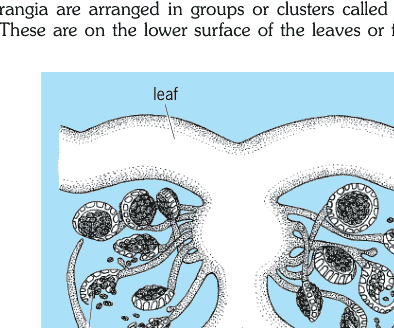 rangia are arranged in groups or clusters called
These are on the lower surface of the leaves or
leaf